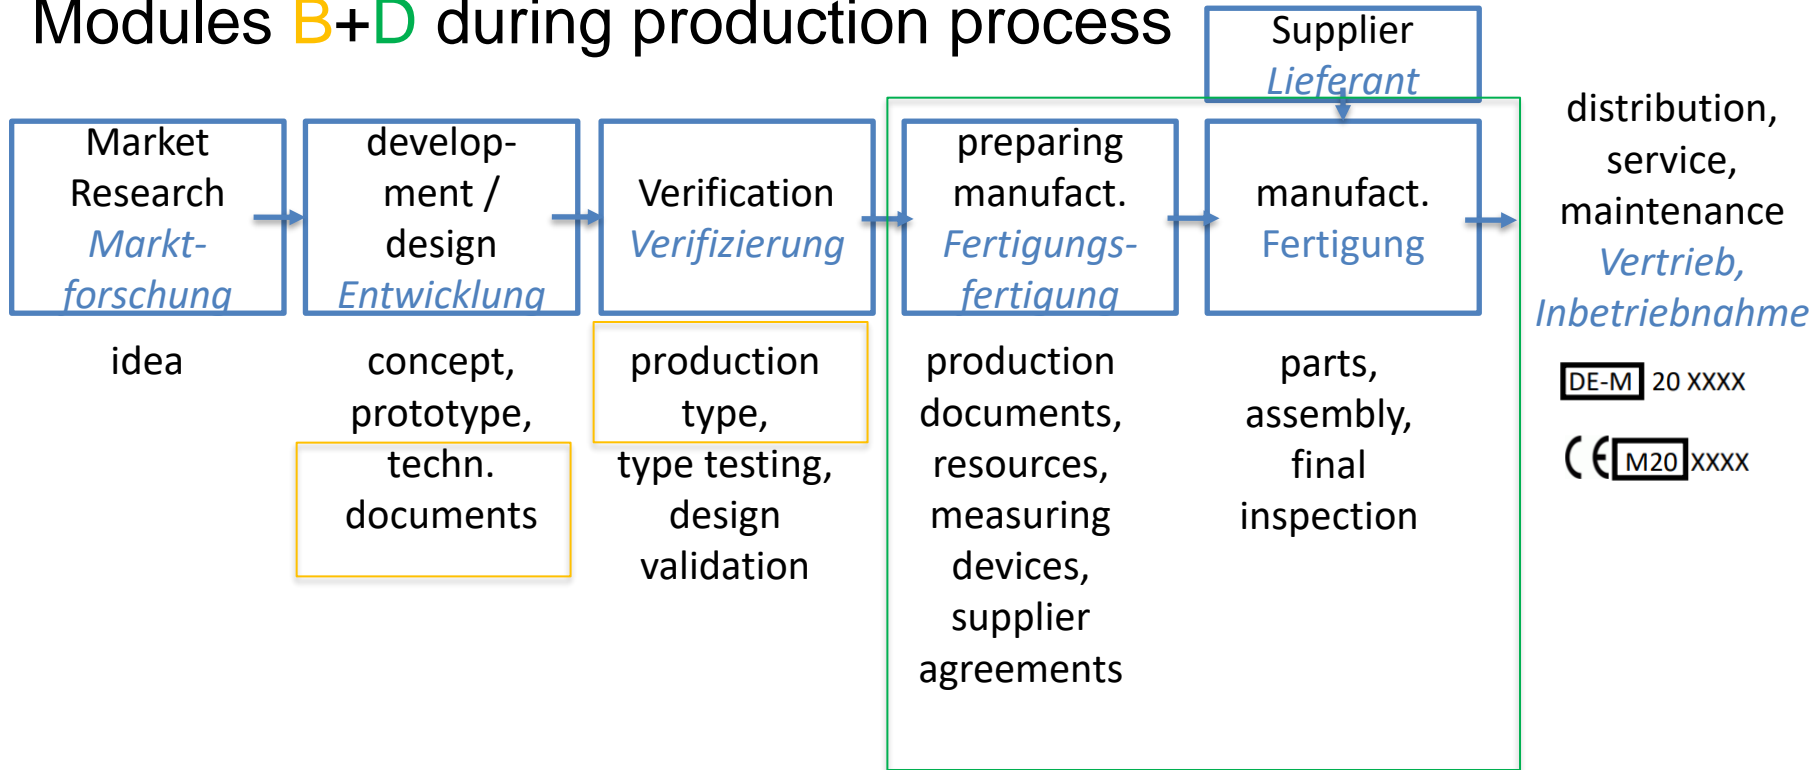 Modules B+D during production process
Supplier
Lieferant
Market
Research
Markt-
forschung
develop-
ment /
design
Entwicklung
Verification
Verifizierung
preparing
manufact.
Fertigungs-
fertigung
manufact.
Fertigung
distribution,
service,
maintenance
Vertrieb,
Inbetriebnahme
idea
concept,
prototype,
techn.
documents
production
type,
type testing,
design
validation
production
documents,
resources,
measuring
devices,
supplier
agreements
parts,
assembly,
final
inspection
DE-M 20 XXXX
CE M20 XXXX